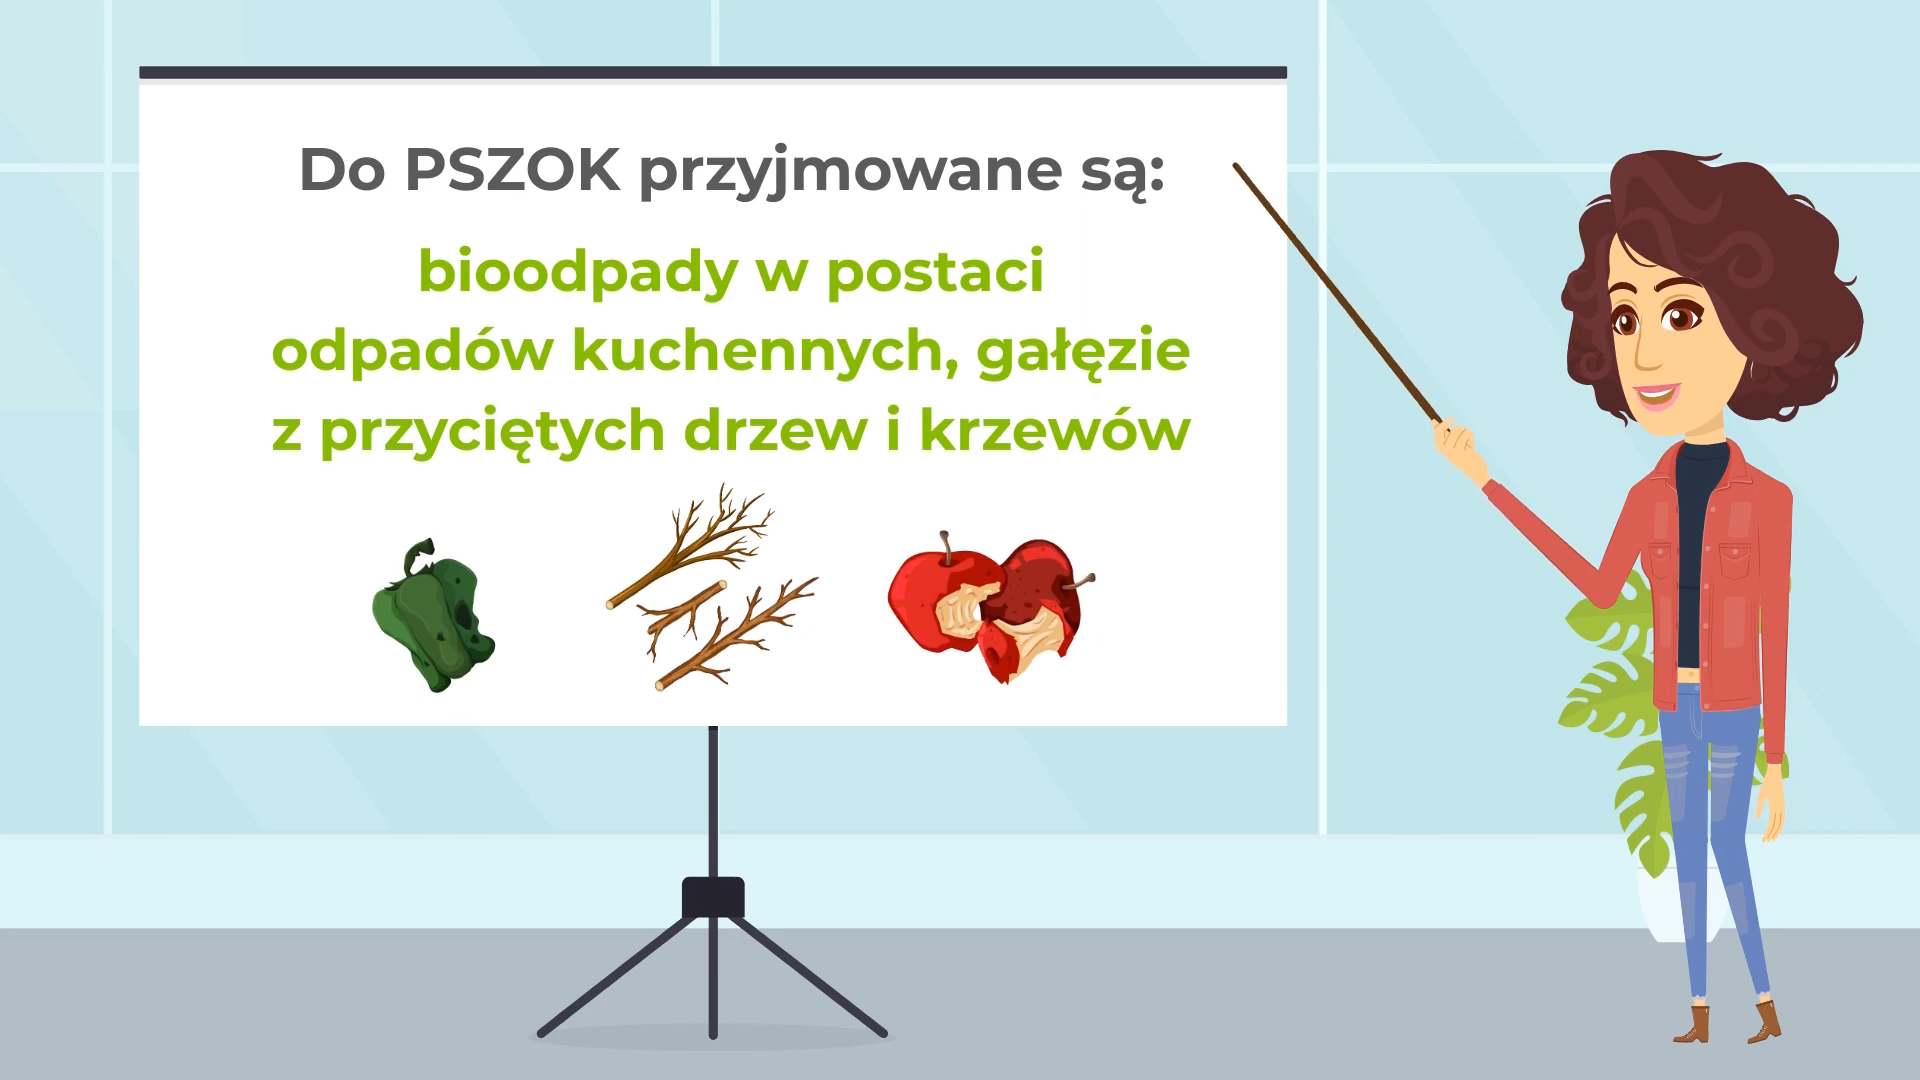 Do PSZOK przyjmowane są:
bioodpady w postaci
odpadów kuchennych, gałęzie
z przyciętych drzew i krzewów